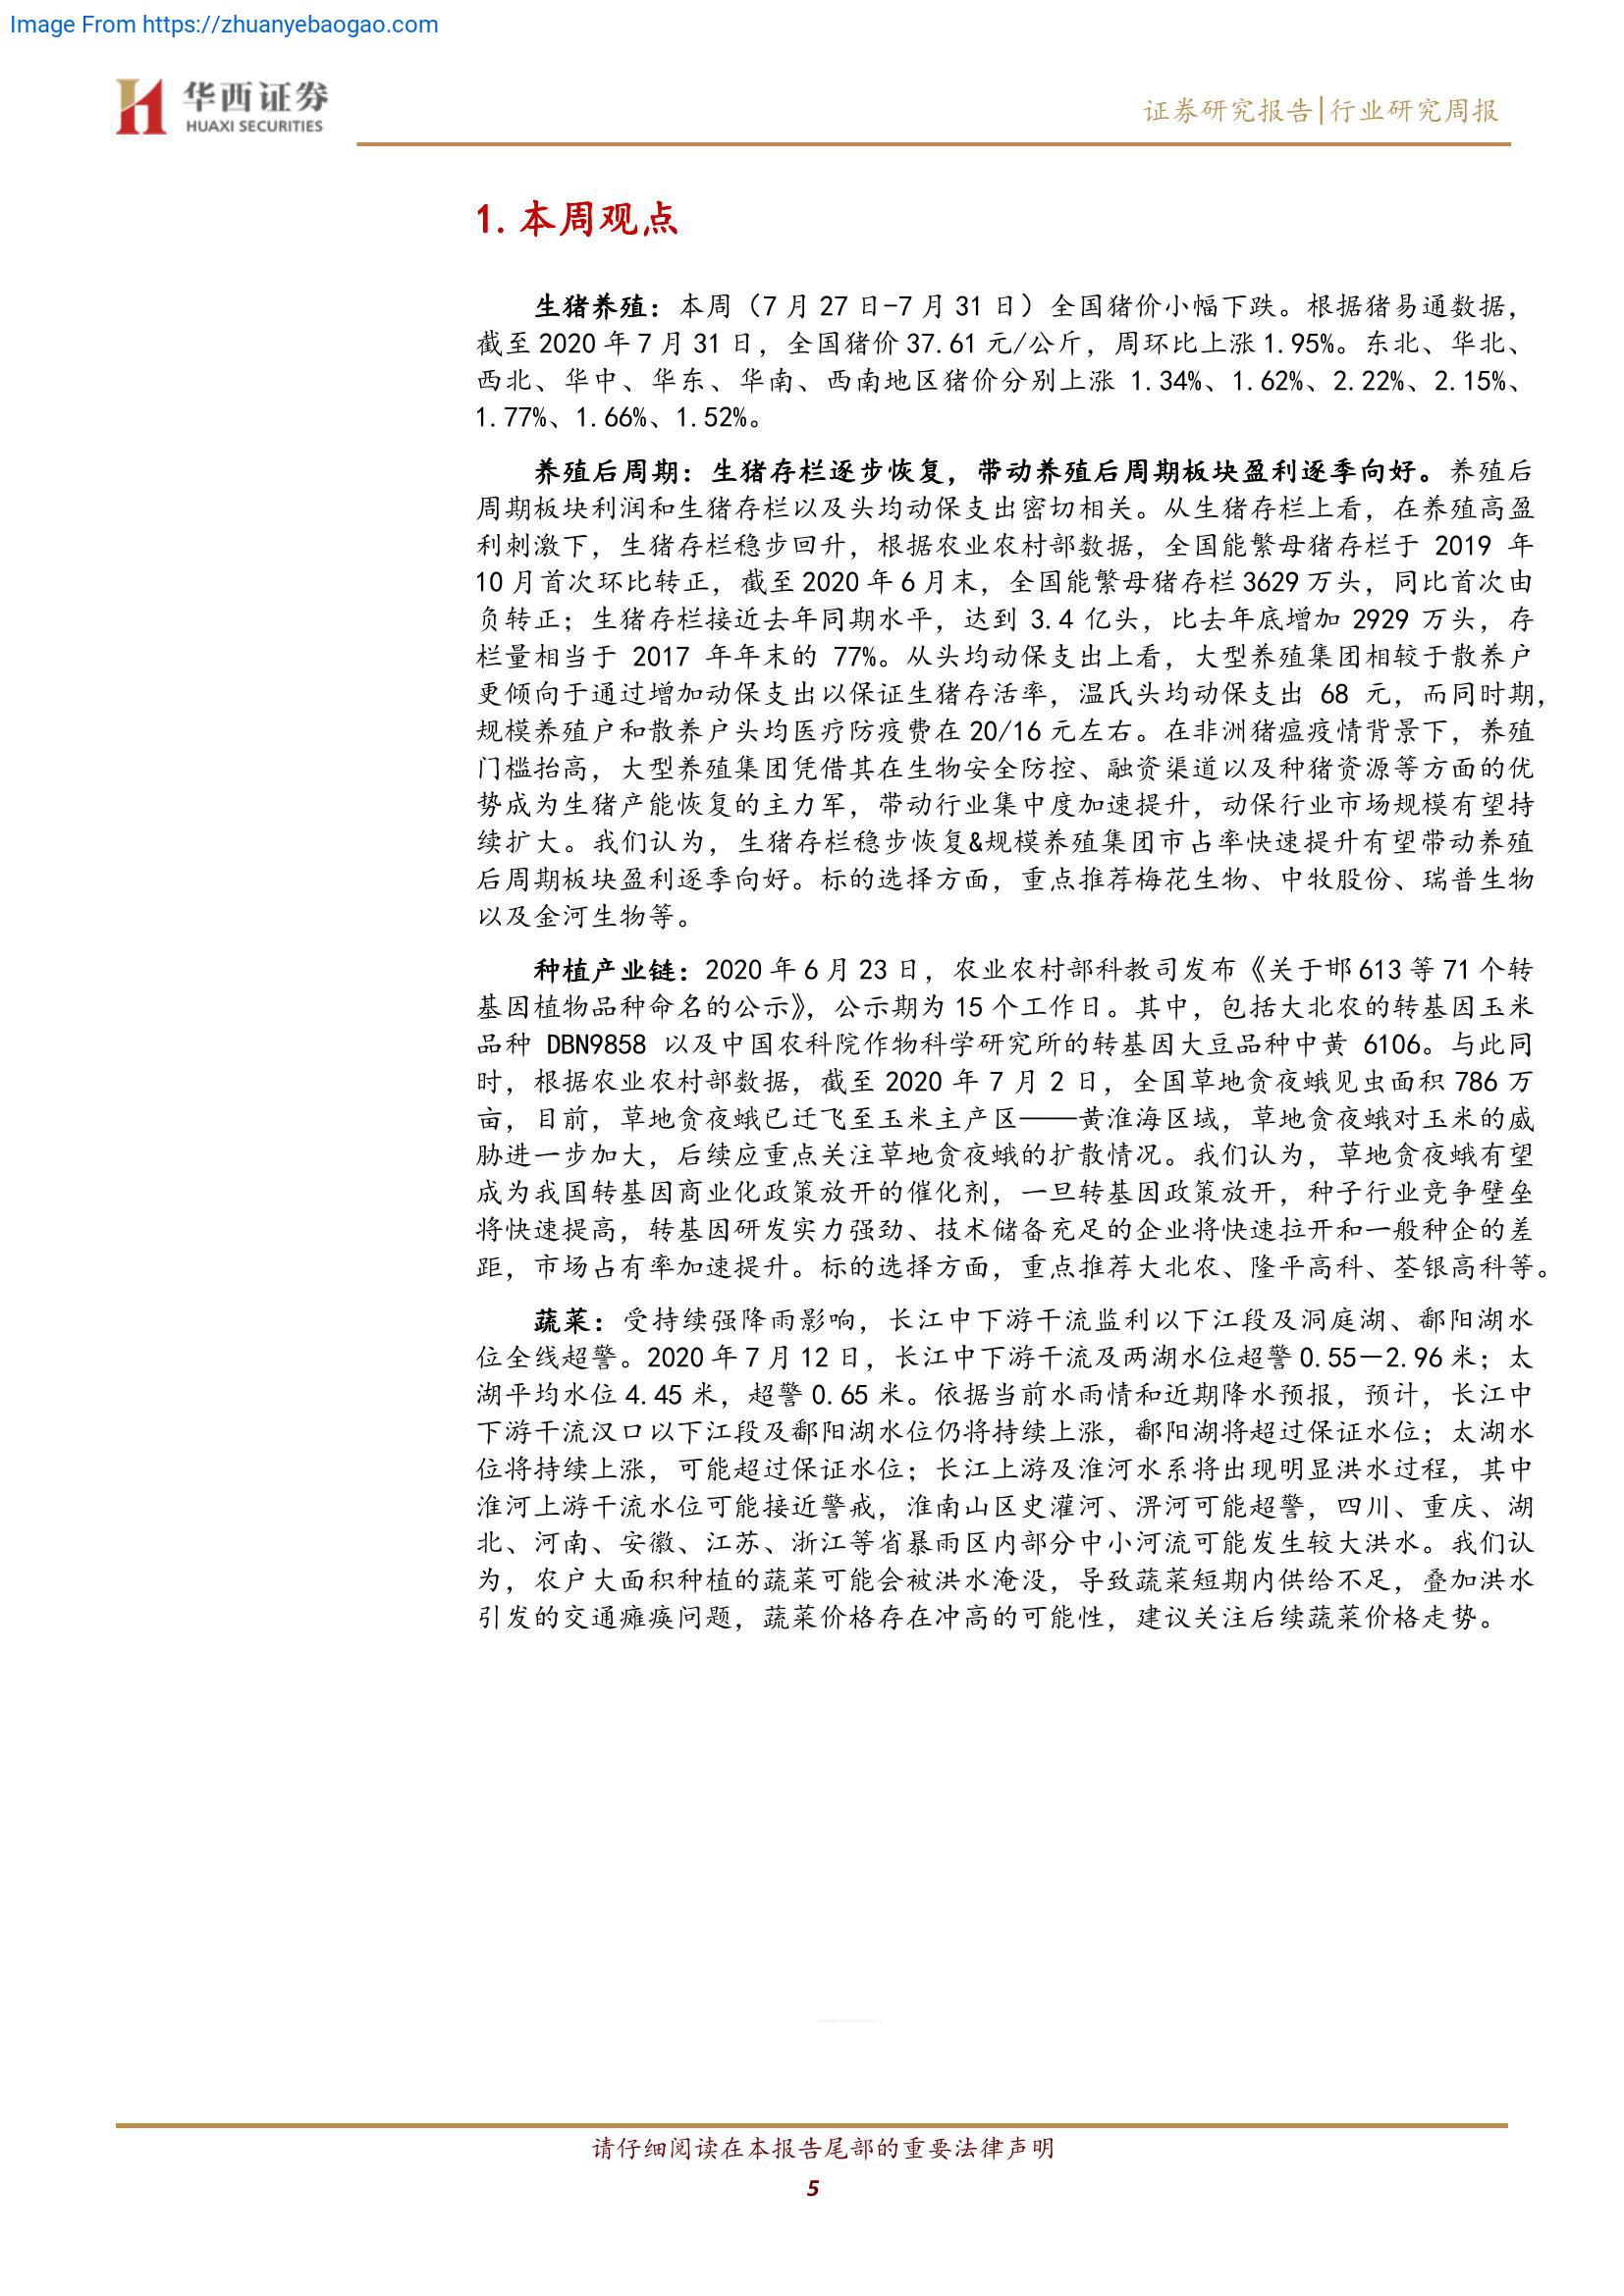 Image From https://zhuanyebaogao.com
华西证券
HUAXI SECURITIES
证券研究报告|行业研究周报
1. 本周观点
生猪养殖：本周（7 月 27 日-7 月 31 日）全国猪价小幅下跌。根据猪易通数据，
截至 2020 年 7 月 31 日，全国猪价 37.61 元/公斤，周环比上涨 1.95%。东北、华北、
西北、华中、华东、华南、西南地区猪价分别上涨 1.34%、1.62%、2.22%、2.15%、
1.77%、1.66%、1.52%。
养殖后周期：生猪存栏逐步恢复，带动养殖后周期板块盈利逐季向好。养殖后
周期板块利润和生猪存栏以及头均动保支出密切相关。从生猪存栏上看，在养殖高盈
利刺激下，生猪存栏稳步回升，根据农业农村部数据，全国能繁母猪存栏于 2019 年
10 月首次环比转正，截至 2020 年 6 月末，全国能繁母猪存栏 3629 万头，同比首次由
负转正；生猪存栏接近去年同期水平，达到 3.4 亿头，比去年底增加 2929 万头，存
栏量相当于 2017 年年末的 77%。从头均动保支出上看，大型养殖集团相较于散养户
更倾向于通过增加动保支出以保证生猪存活率，温氏头均动保支出 68 元，而同时期，
规模养殖户和散养户头均医疗防疫费在 20/16 元左右。在非洲猪瘟疫情背景下，养殖
门槛抬高，大型养殖集团凭借其在生物安全防控、融资渠道以及种猪资源等方面的优
势成为生猪产能恢复的主力军，带动行业集中度加速提升，动保行业市场规模有望持
续扩大。我们认为，生猪存栏稳步恢复&规模养殖集团市占率快速提升有望带动养殖
后周期板块盈利逐季向好。标的选择方面，重点推荐梅花生物、中牧股份、瑞普生物
以及金河生物等。
种植产业链：2020 年 6 月 23 日，农业农村部科教司发布《关于邯 613 等 71 个转
基因植物品种命名的公示》，公示期为 15 个工作日。其中，包括大北农的转基因玉米
品种 DBN9858 以及中国农科院作物科学研究所的转基因大豆品种中黄 6106。与此同
时，根据农业农村部数据，截至 2020 年 7 月 2 日，全国草地贪夜蛾见虫面积 786 万
亩，目前，草地贪夜蛾已迁飞至玉米主产区——黄淮海区域，草地贪夜蛾对玉米的威
胁进一步加大，后续应重点关注草地贪夜蛾的扩散情况。我们认为，草地贪夜蛾有望
成为我国转基因商业化政策放开的催化剂，一旦转基因政策放开，种子行业竞争壁垒
将快速提高，转基因研发实力强劲、技术储备充足的企业将快速拉开和一般种企的差
距，市场占有率加速提升。标的选择方面，重点推荐大北农、隆平高科、荃银高科等。
蔬菜：受持续强降雨影响，长江中下游干流监利以下江段及洞庭湖、鄱阳湖水
位全线超警。2020 年 7 月 12 日，长江中下游干流及两湖水位超警 0.55—2.96 米；太
湖平均水位 4.45 米，超警 0.65 米。依据当前水雨情和近期降水预报，预计，长江中
下游干流汉口以下江段及鄱阳湖水位仍将持续上涨，鄱阳湖将超过保证水位；太湖水
位将持续上涨，可能超过保证水位；长江上游及淮河水系将出现明显洪水过程，其中
淮河上游干流水位可能接近警戒，淮南山区史灌河、淠河可能超警，四川、重庆、湖
北、河南、安徽、江苏、浙江等省暴雨区内部分中小河流可能发生较大洪水。我们认
为，农户大面积种植的蔬菜可能会被洪水淹没，导致蔬菜短期内供给不足，叠加洪水
引发的交通瘫痪问题，蔬菜价格存在冲高的可能性，建议关注后续蔬菜价格走势。
请仔细阅读在本报告尾部的重要法律声明
5